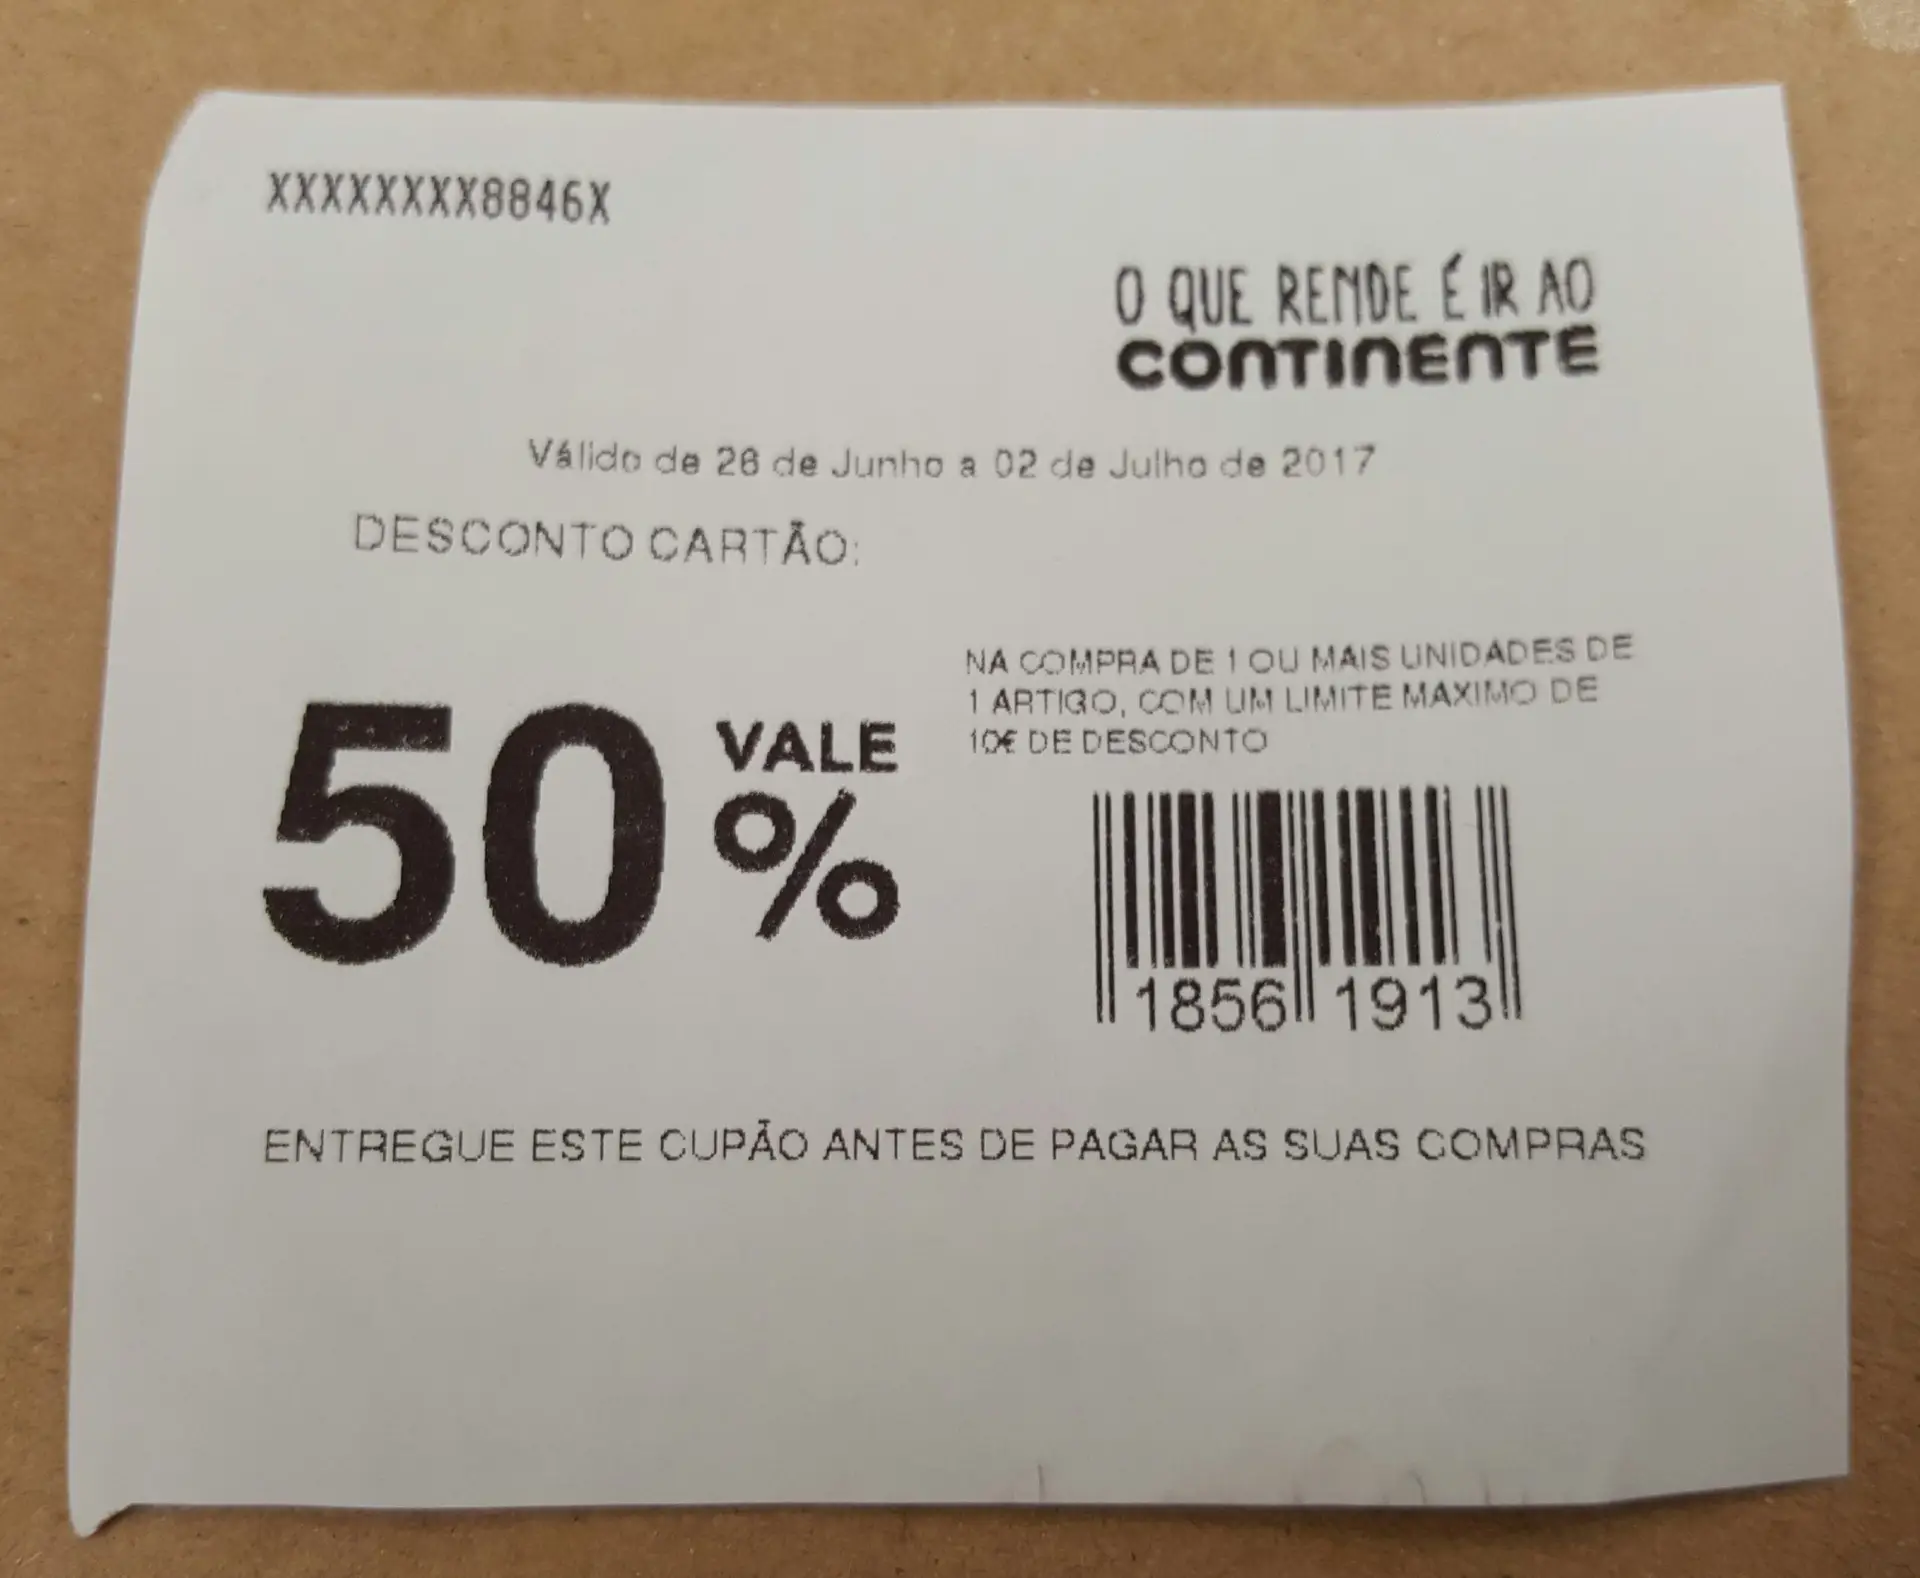 XXXXXXXX8846X
O QUE RENDE É IR AO
CONTINENTE
Válido de 26 de Junho a 02 de Julho de 2017
DESCONTO CARTÃO:
NA COMPRA DE 1 OU MAIS UNIDADES DE
1 ARTIGO, COM UM LIMITE MAXIMO DE
10€ DE DESCONTO
50 VALE %
1856 1913
ENTREGUE ESTE CUPÃO ANTES DE PAGAR AS SUAS COMPRAS